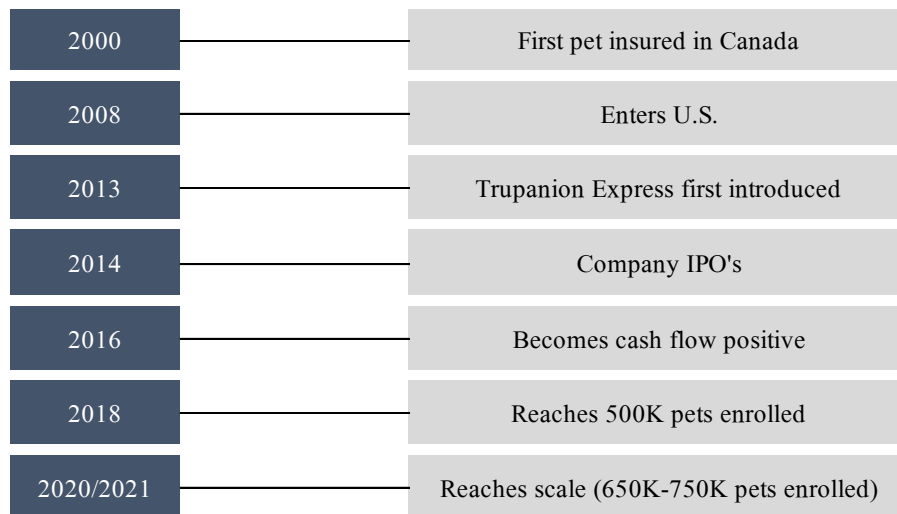 2000 First pet insured in Canada
2008 Enters U.S.
2013 Trupanion Express first introduced
2014 Company IPO's
2016 Becomes cash flow positive
2018 Reaches 500K pets enrolled
2020/2021 Reaches scale (650K-750K pets enrolled)